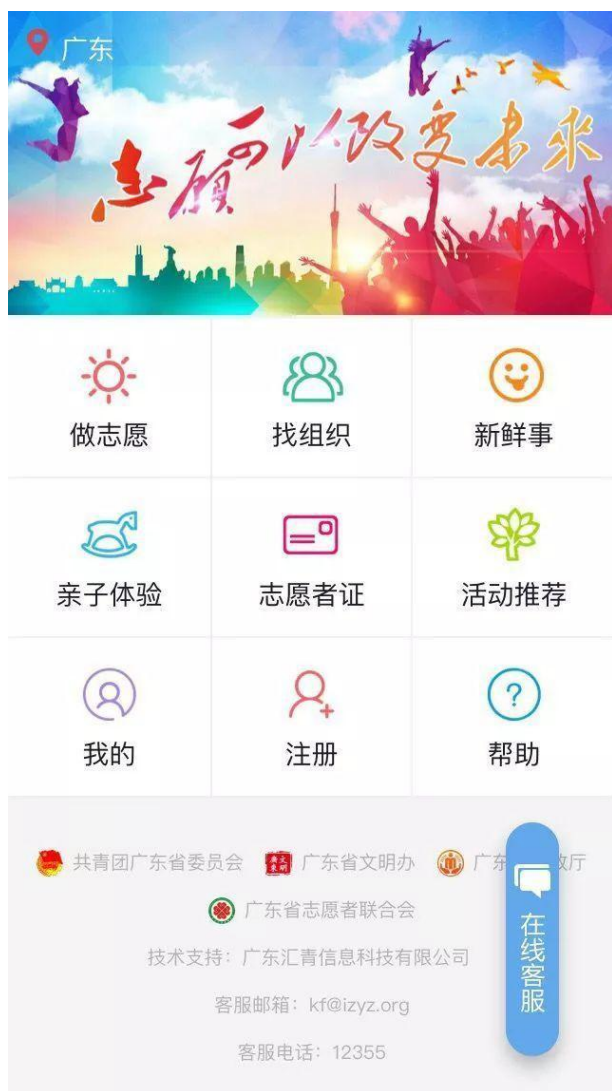 广东
志愿可以改变未来
做志愿 找组织 新鲜事
亲子体验 志愿者证 活动推荐
我的 注册 帮助
共青团广东省委员会 广东省文明办 广东 政厅
广东省志愿者联合会
技术支持：广东汇青信息科技有限公司
客服邮箱：kf@izyz.org
客服电话：12355
在线客服